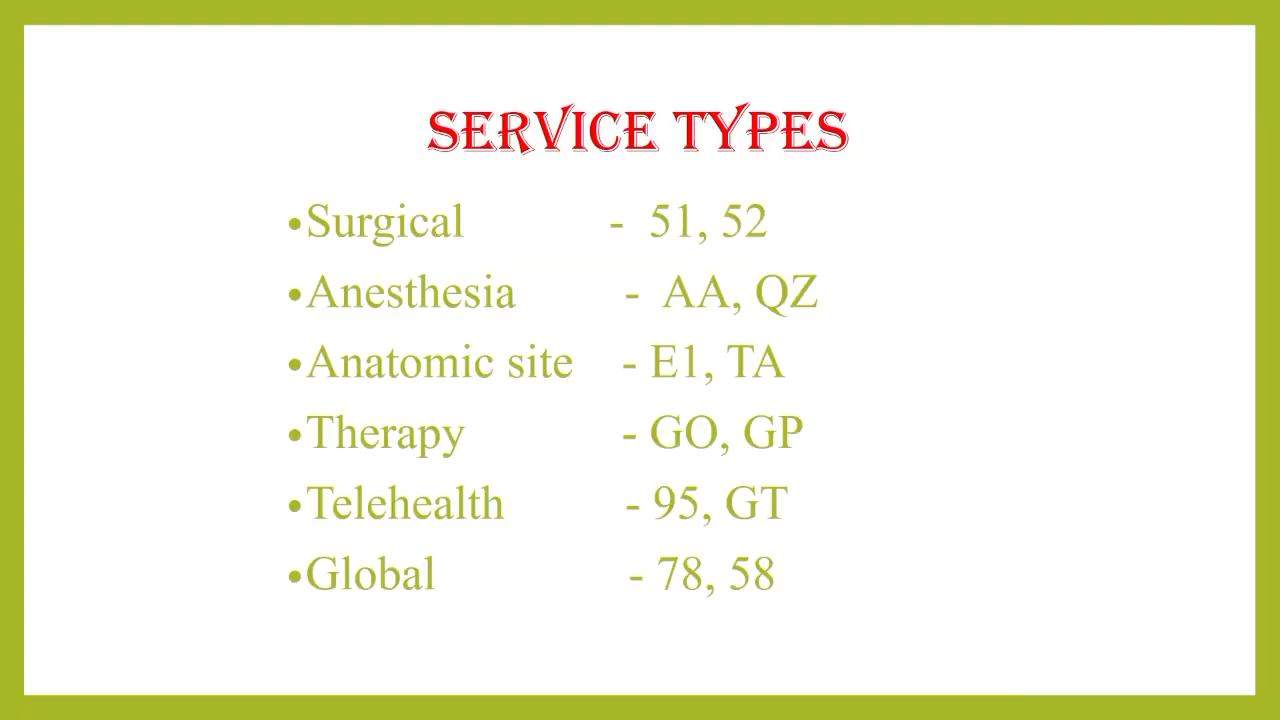 SERVICE TYPES
•Surgical - 51, 52
•Anesthesia - AA, QZ
•Anatomic site - E1, TA
•Therapy - GO, GP
•Telehealth - 95, GT
•Global - 78, 58